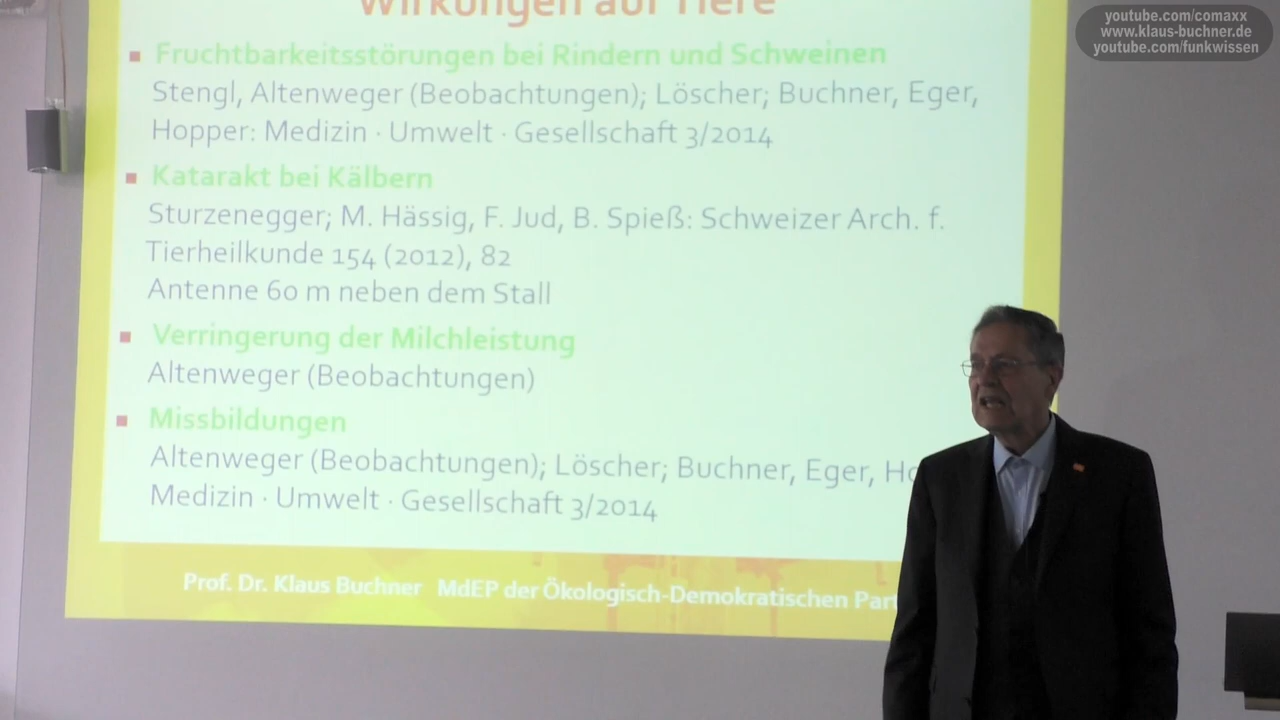 youtube.com/comaxx
www.klaus-buchner.de
youtube.com/funkwissen
Wirkungen auf Tiere
Fruchtbarkeitsstörungen bei Rindern und Schweinen
Stengl, Altenweger (Beobachtungen); Löscher; Buchner, Eger,
Hopper: Medizin · Umwelt · Gesellschaft 3/2014
Katarakt bei Kälbern
Sturzenegger; M. Hässig, F. Jud, B. Spieß: Schweizer Arch. f.
Tierheilkunde 154 (2012), 82
Antenne 60 m neben dem Stall
Verringerung der Milchleistung
Altenweger (Beobachtungen)
Missbildungen
Altenweger (Beobachtungen); Löscher; Buchner, Eger, Ho
Medizin · Umwelt · Gesellschaft 3/2014
Prof. Dr. Klaus Buchner MdEP der Ökologisch-Demokratischen Part